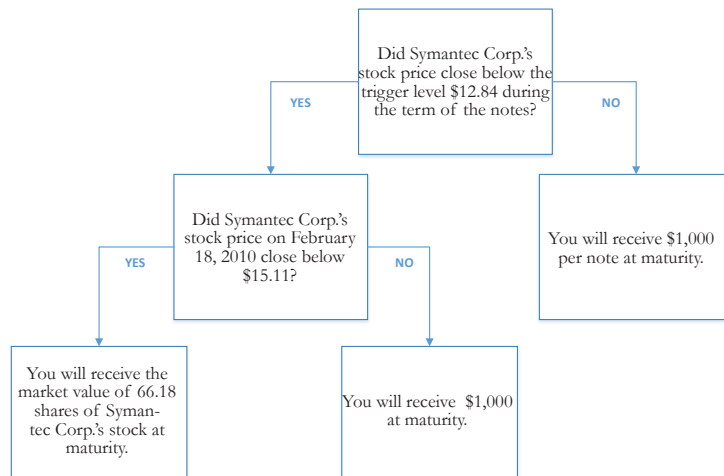 Did Symantec Corp.'s
stock price close below the
trigger level $12.84 during
the term of the notes?
YES
NO
Did Symantec Corp.'s
stock price on February
18, 2010 close below
$15.11?
You will receive $1,000
per note at maturity.
YES
NO
You will receive the
market value of 66.18
shares of Syman-
tec Corp.'s stock at
maturity.
You will receive $1,000
at maturity.